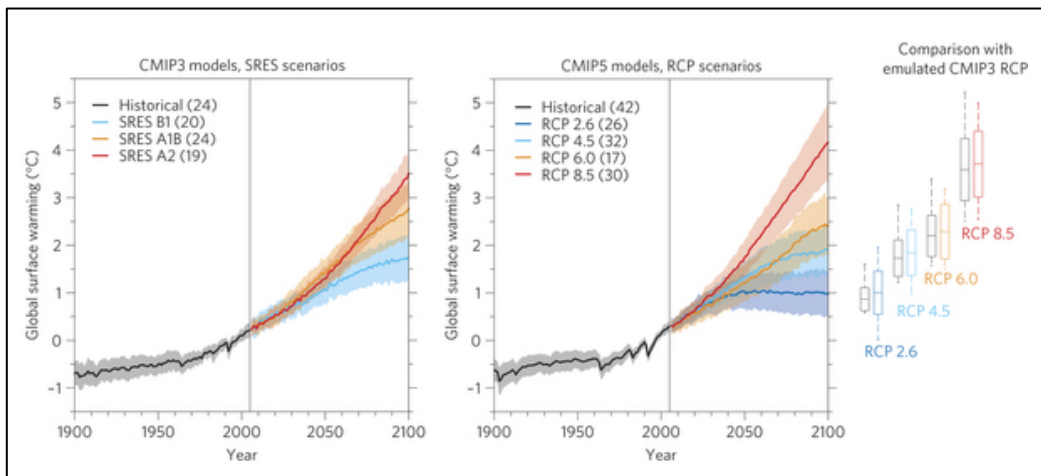 CMIP3 models, SRES scenarios
Global surface warming (°C)
5
4
3
2
1
0
–1
Historical (24)
SRES B1 (20)
SRES A1B (24)
SRES A2 (19)
1900
1950
2000
2050
2100
Year
CMIP5 models, RCP scenarios
Global surface warming (°C)
5
4
3
2
1
0
–1
Historical (42)
RCP 2.6 (26)
RCP 4.5 (32)
RCP 6.0 (17)
RCP 8.5 (30)
1900
1950
2000
2050
2100
Year
Comparison with
emulated CMIP3 RCP
RCP 8.5
RCP 6.0
RCP 4.5
RCP 2.6